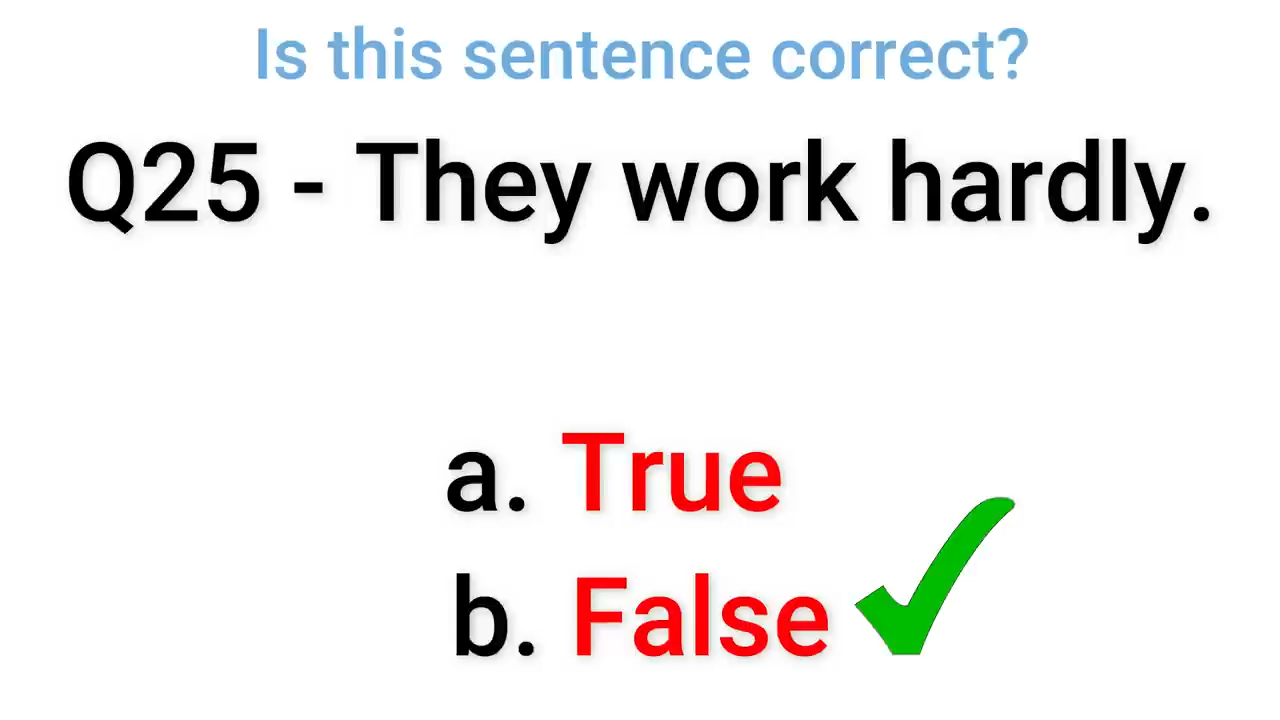 Is this sentence correct?
Q25 - They work hardly.
a. True
b. False